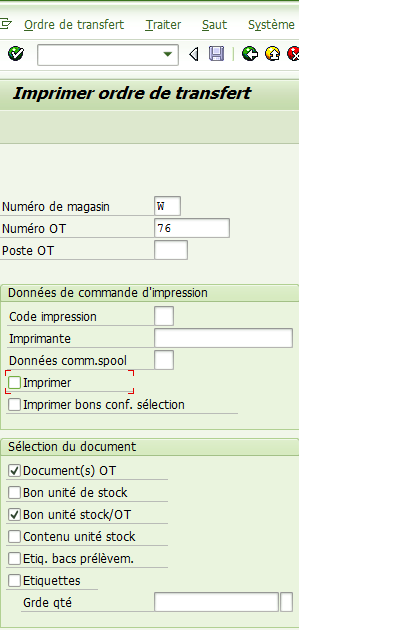 Ordre de transfert Traiter Saut Système
Imprimer ordre de transfert
Numéro de magasin W
Numéro OT 76
Poste OT
Données de commande d'impression
Code impression
Imprimante
Données comm.spool
Imprimer
Imprimer bons conf. sélection
Sélection du document
Document(s) OT
Bon unité de stock
Bon unité stock/OT
Contenu unité stock
Etiq. bacs prélèvem.
Etiquettes
Grde qté